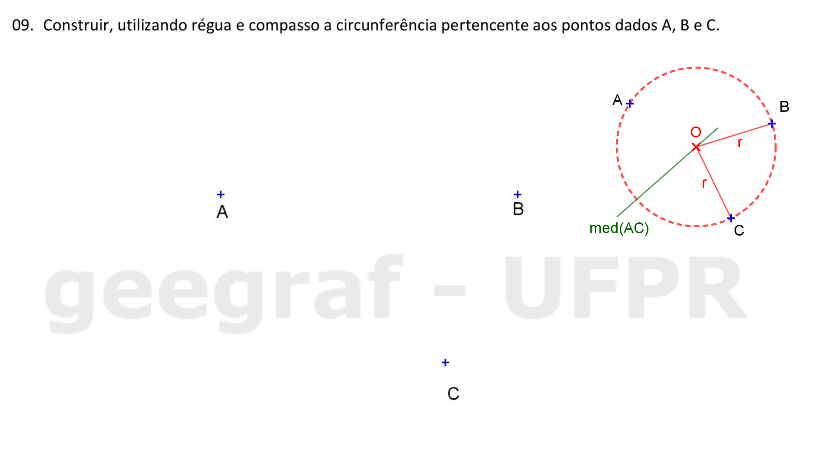 09. Construir, utilizando régua e compasso a circunferência pertencente aos pontos dados A, B e C.
A
B
O
r
r
med(AC)
C
A
B
geegraf - UFPR
C